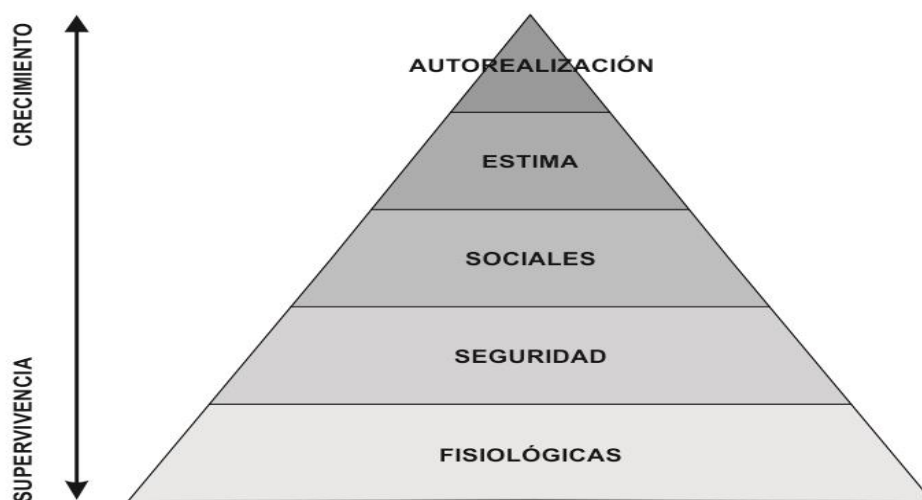 CRECIMIENTO
SUPERVIVENCIA
AUTOREALIZACIÓN
ESTIMA
SOCIALES
SEGURIDAD
FISIOLÓGICAS